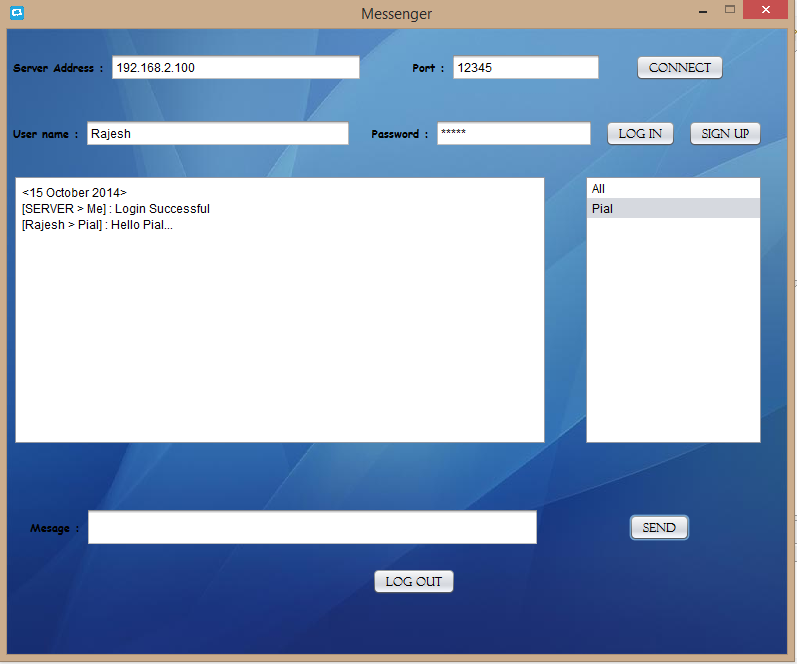 Messenger
Server Address : 192.168.2.100 Port : 12345 CONNECT
User name : Rajesh Password : ***** LOG IN SIGN UP
<15 October 2014>
[SERVER > Me] : Login Successful
[Rajesh > Pial] : Hello Pial...
All
Pial
Mesage : SEND
LOG OUT